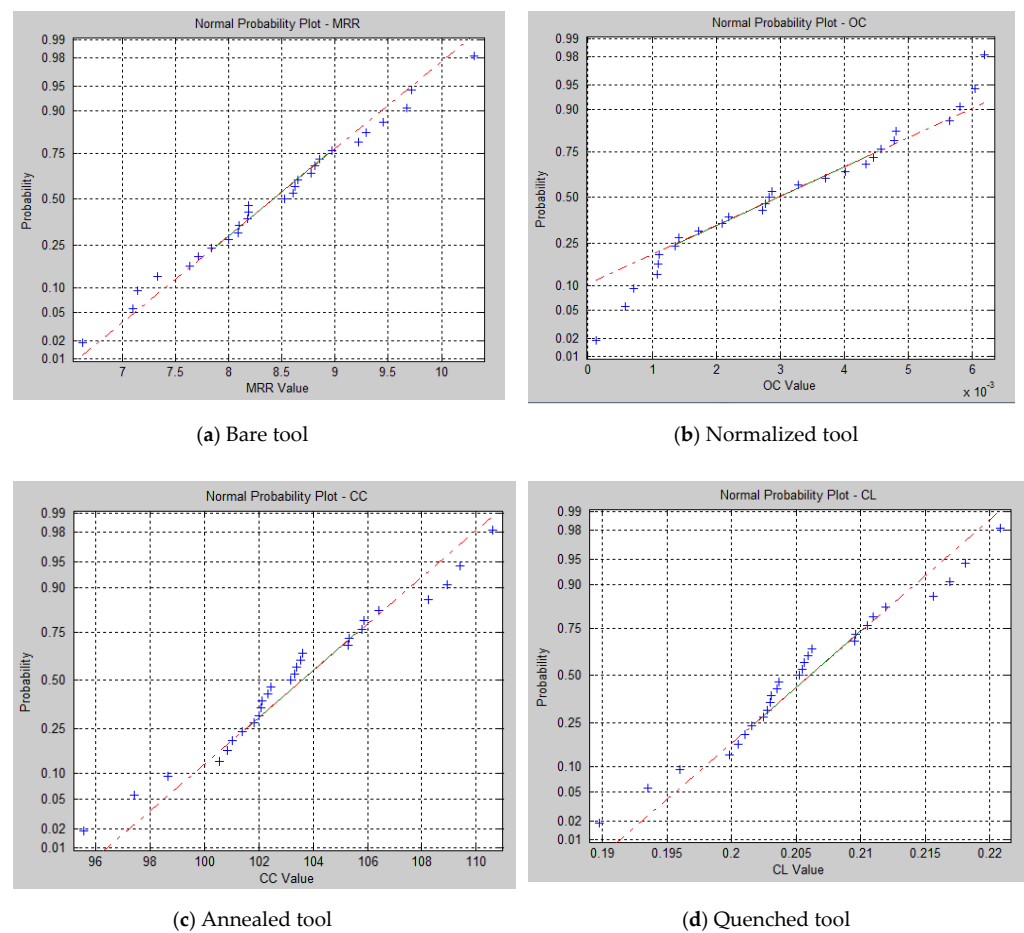 Normal Probability Plot - MRR
0.99
0.98
0.95
0.90
0.75
0.50
0.25
0.10
0.05
0.02
0.01
Probability
7 7.5 8 8.5 9 9.5 10
MRR Value
(a) Bare tool
Normal Probability Plot - OC
0.99
0.98
0.95
0.90
0.75
0.50
0.25
0.10
0.05
0.02
0.01
Probability
0 1 2 3 4 5 6
OC Value
x 10⁻³
(b) Normalized tool
Normal Probability Plot - CC
0.99
0.98
0.95
0.90
0.75
0.50
0.25
0.10
0.05
0.02
0.01
Probability
96 98 100 102 104 106 108 110
CC Value
(c) Annealed tool
Normal Probability Plot - CL
0.99
0.98
0.95
0.90
0.75
0.50
0.25
0.10
0.05
0.02
0.01
Probability
0.19 0.195 0.2 0.205 0.21 0.215 0.22
CL Value
(d) Quenched tool